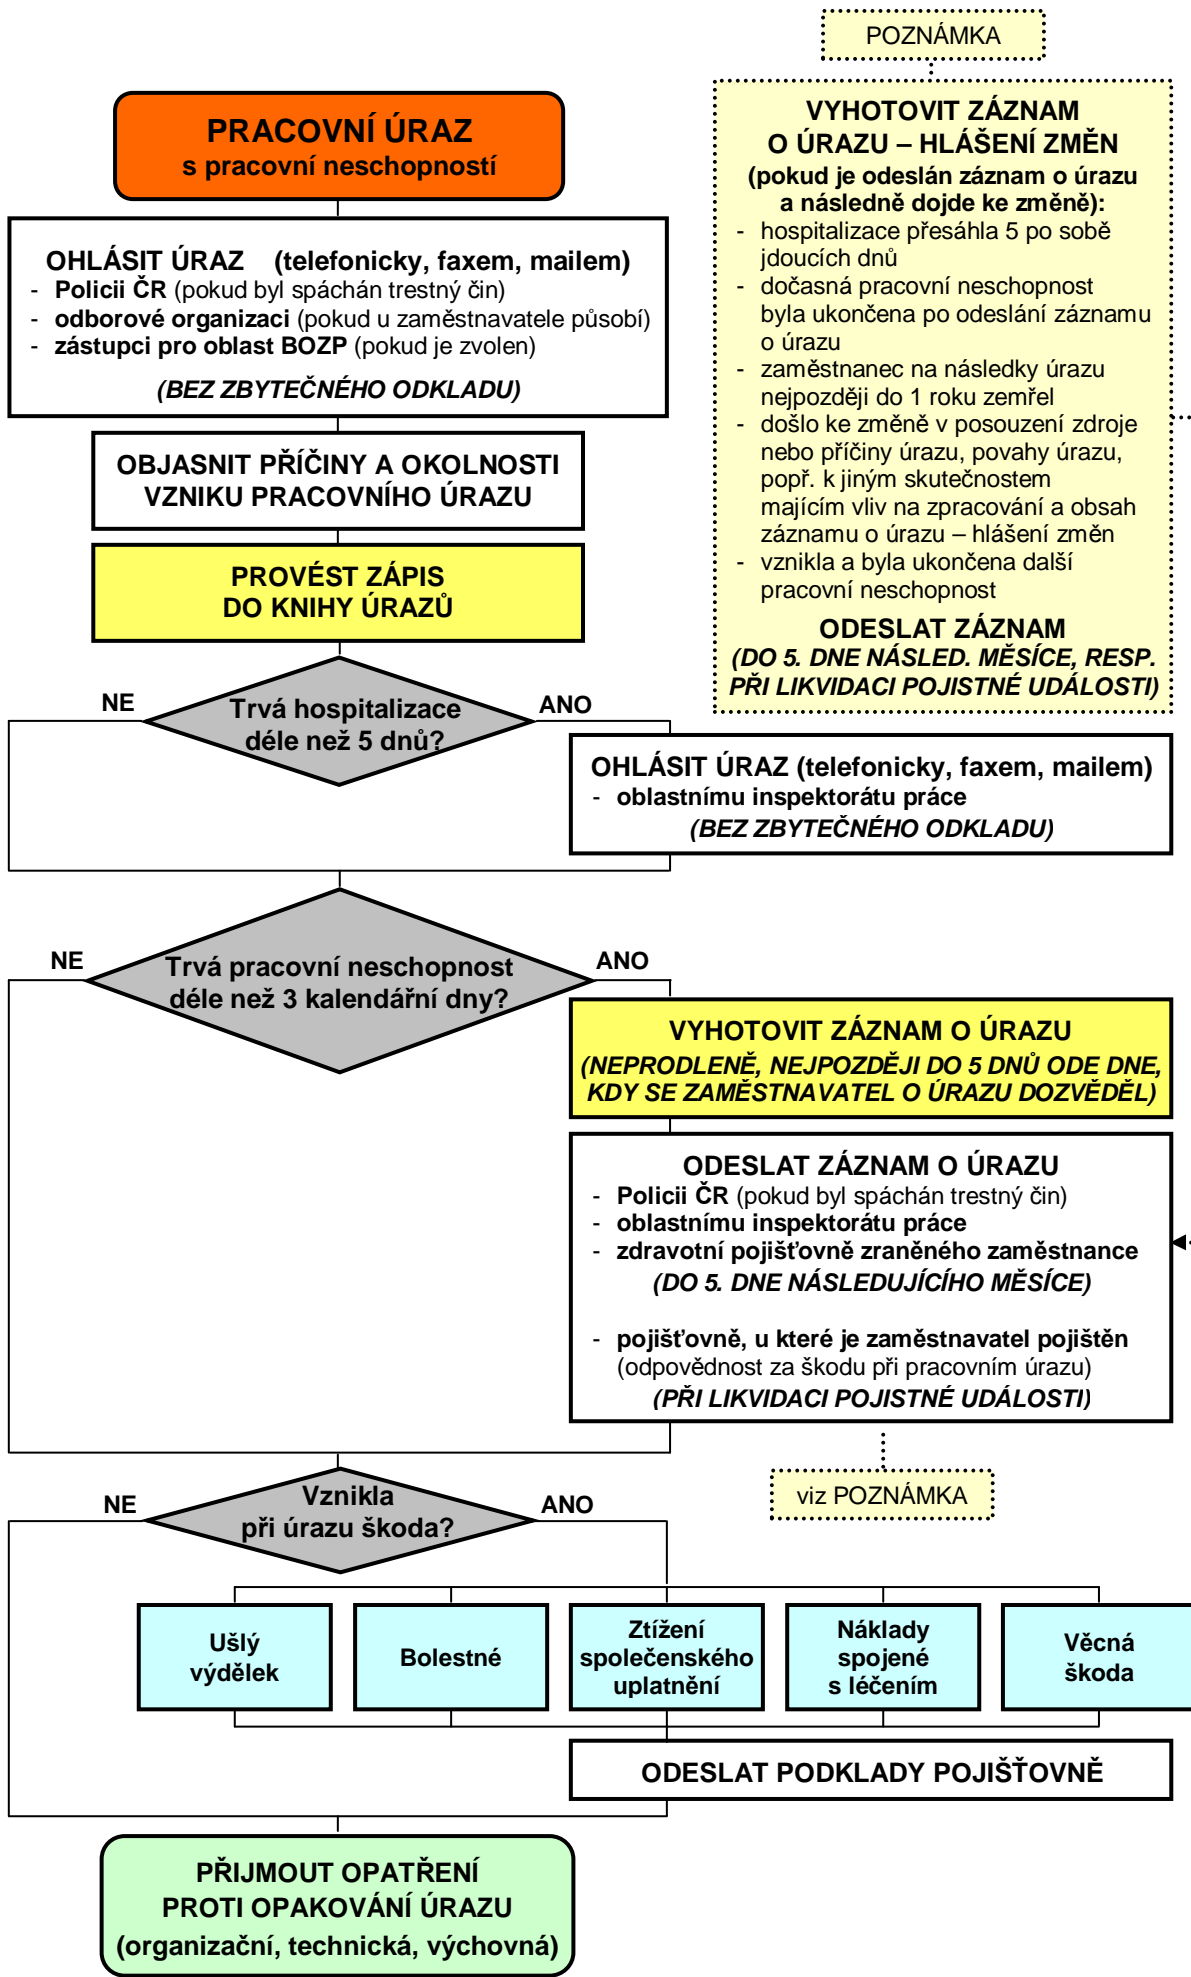 POZNÁMKA
VYHOTOVIT ZÁZNAM
O ÚRAZU – HLÁŠENÍ ZMĚN
(pokud je odeslán záznam o úrazu
a následně dojde ke změně):
- hospitalizace přesáhla 5 po sobě
jdoucích dnů
- dočasná pracovní neschopnost
byla ukončena po odeslání záznamu
o úrazu
- zaměstnanec na následky úrazu
nejpozději do 1 roku zemřel
- došlo ke změně v posouzení zdroje
nebo příčiny úrazu, povahy úrazu,
popř. k jiným skutečnostem
majícím vliv na zpracování a obsah
záznamu o úrazu – hlášení změn
- vznikla a byla ukončena další
pracovní neschopnost
ODESLAT ZÁZNAM
(DO 5. DNE NÁSLED. MĚSÍCE, RESP.
PŘI LIKVIDACI POJISTNÉ UDÁLOSTI)
PRACOVNÍ ÚRAZ
s pracovní neschopností
OHLÁSIT ÚRAZ (telefonicky, faxem, mailem)
- Policii ČR (pokud byl spáchán trestný čin)
- odborové organizaci (pokud u zaměstnavatele působí)
- zástupci pro oblast BOZP (pokud je zvolen)
(BEZ ZBYTEČNÉHO ODKLADU)
OBJASNIT PŘÍČINY A OKOLNOSTI
VZNIKU PRACOVNÍHO ÚRAZU
PROVÉST ZÁPIS
DO KNIHY ÚRAZŮ
NE
Trvá hospitalizace
déle než 5 dnů?
ANO
OHLÁSIT ÚRAZ (telefonicky, faxem, mailem)
- oblastnímu inspektorátu práce
(BEZ ZBYTEČNÉHO ODKLADU)
NE
Trvá pracovní neschopnost
déle než 3 kalendářní dny?
ANO
VYHOTOVIT ZÁZNAM O ÚRAZU
(NEPRODLENĚ, NEJPOZDĚJI DO 5 DNŮ ODE DNE,
KDY SE ZAMĚSTNAVATEL O ÚRAZU DOZVĚDĚL)
ODESLAT ZÁZNAM O ÚRAZU
- Policii ČR (pokud byl spáchán trestný čin)
- oblastnímu inspektorátu práce
- zdravotní pojišťovně zraněného zaměstnance
(DO 5. DNE NÁSLEDUJÍCÍHO MĚSÍCE)
- pojišťovně, u které je zaměstnavatel pojištěn
(odpovědnost za škodu při pracovním úrazu)
(PŘI LIKVIDACI POJISTNÉ UDÁLOSTI)
viz POZNÁMKA
NE
Vznikla
při úrazu škoda?
ANO
Ušlý
výdělek
Bolestné
Ztížení
společenského
uplatnění
Náklady
spojené
s léčením
Věcná
škoda
ODESLAT PODKLADY POJIŠŤOVNĚ
PŘIJMOUT OPATŘENÍ
PROTI OPAKOVÁNÍ ÚRAZU
(organizační, technická, výchovná)